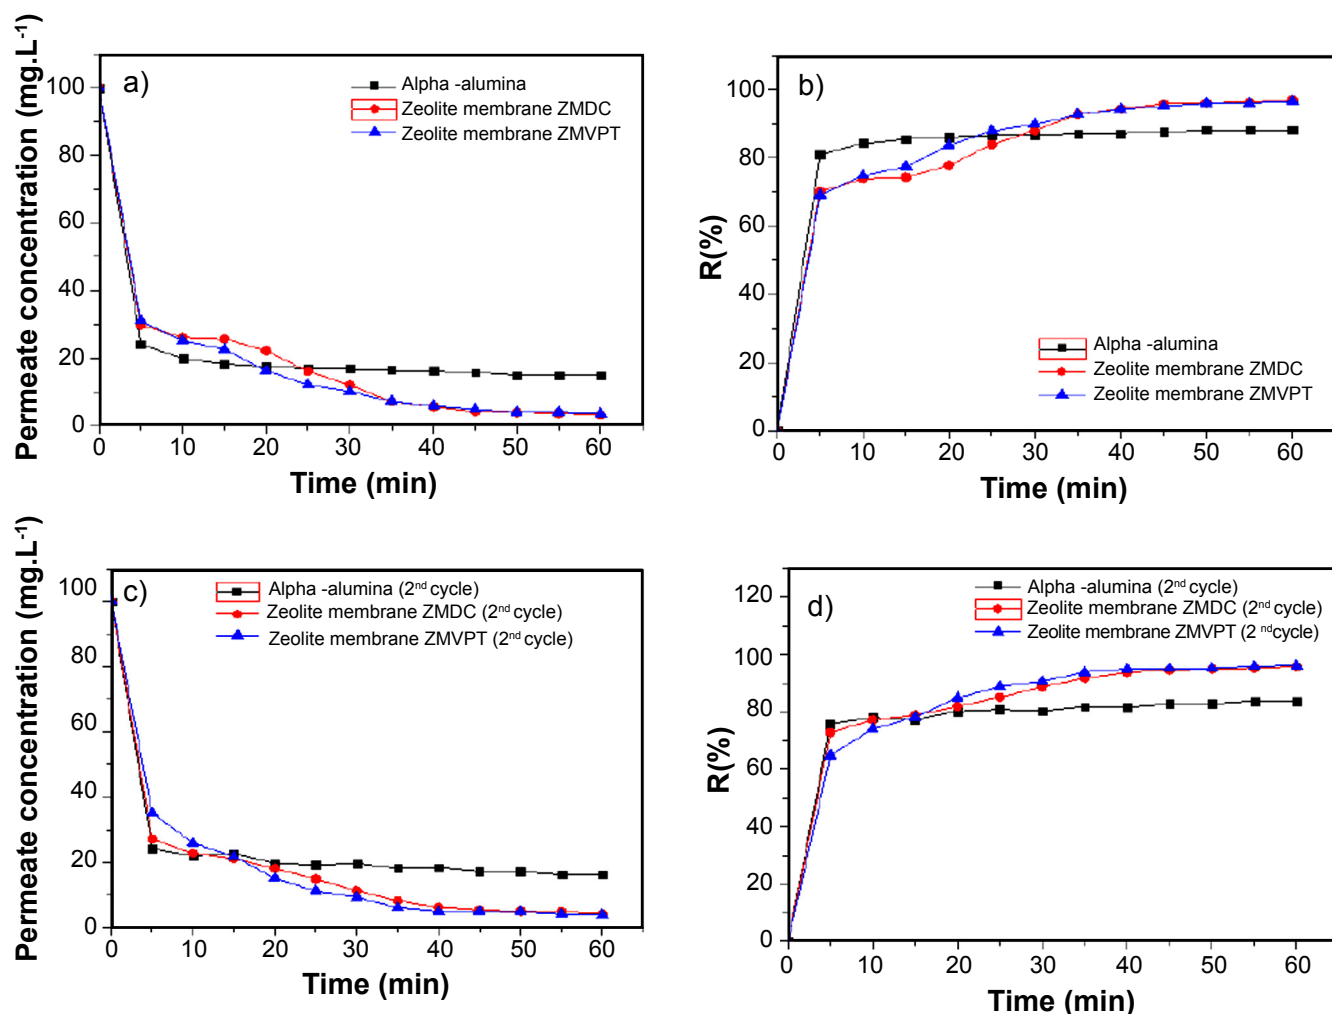 a)
Permeate concentration (mg.L-1)
100
80
60
40
20
0
Alpha -alumina
Zeolite membrane ZMDC
Zeolite membrane ZMVPT
0 10 20 30 40 50 60
Time (min)
b)
R(%)
100
80
60
40
20
0
Alpha -alumina
Zeolite membrane ZMDC
Zeolite membrane ZMVPT
0 10 20 30 40 50 60
Time (min)
c)
Permeate concentration (mg.L-1)
100
80
60
40
20
0
Alpha -alumina (2nd cycle)
Zeolite membrane ZMDC (2nd cycle)
Zeolite membrane ZMVPT (2nd cycle)
0 10 20 30 40 50 60
Time (min)
d)
R(%)
120
100
80
60
40
20
0
Alpha -alumina (2nd cycle)
Zeolite membrane ZMDC (2nd cycle)
Zeolite membrane ZMVPT (2 nd cycle)
0 10 20 30 40 50 60
Time (min)